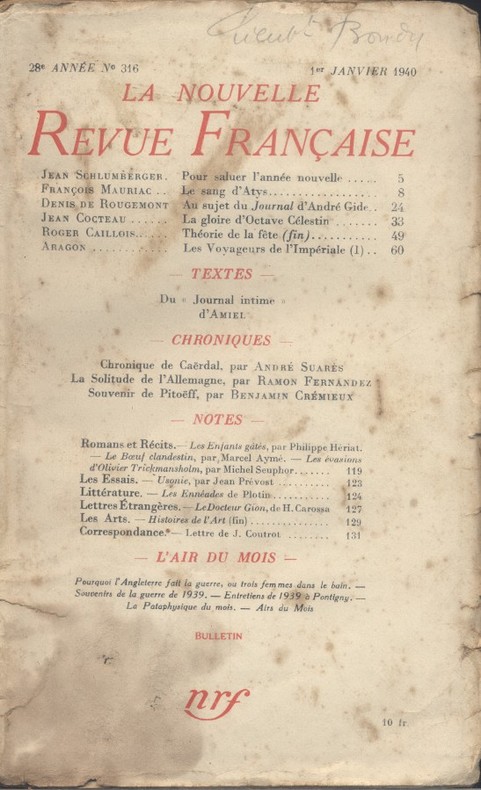 28e ANNÉE No 316 1er JANVIER 1940
LA NOUVELLE
REVUE FRANÇAISE
JEAN SCHLUMBERGER. Pour saluer l'année nouvelle ..... 5
FRANÇOIS MAURIAC .. Le sang d'Atys................. 8
DENIS DE ROUGEMONT Au sujet du Journal d'André Gide.. 24
JEAN COCTEAU ...... La gloire d'Octave Célestin ....... 33
ROGER CAILLOIS...... Théorie de la fête (fin)........... 49
ARAGON ............ Les Voyageurs de l'Impériale (I) .. 60
— TEXTES —
Du « Journal intime »
d'AMIEL
— CHRONIQUES —
Chronique de Caërdal, par ANDRÉ SUARÈS
La Solitude de l'Allemagne, par RAMON FERNANDEZ
Souvenir de Pitoëff, par BENJAMIN CRÉMIEUX
— NOTES —
Romans et Récits. — Les Enfants gâtés, par Philippe Hériat.
— Le Bœuf clandestin, par Marcel Aymé. — Les évasions
d'Olivier Trickmansholm, par Michel Seuphor....... 119
Les Essais. — Usonie, par Jean Prévost .......... 123
Littérature. — Les Ennéades de Plotin ........... 124
Lettres Étrangères. — Le Docteur Gion, de H. Carossa 127
Les Arts. — Histoires de l'Art (fin) ............... 129
Correspondance. — Lettre de J. Coutrot ......... 131
— L'AIR DU MOIS —
Pourquoi l'Angleterre fait la guerre, ou trois femmes dans le bain. —
Souvenirs de la guerre de 1939. — Entretiens de 1939 à Pontigny. —
La Pataphysique du mois. — Airs du Mois
BULLETIN
nrf
10 fr.